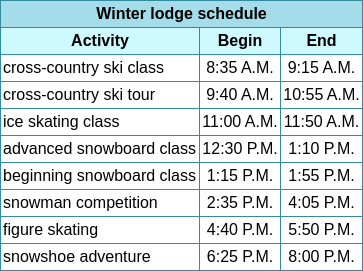 Winter lodge schedule
Activity Begin End
cross-country ski class 8:35 A.M. 9:15 A.M.
cross-country ski tour 9:40 A.M. 10:55 A.M.
ice skating class 11:00 A.M. 11:50 A.M.
advanced snowboard class 12:30 P.M. 1:10 P.M.
beginning snowboard class 1:15 P.M. 1:55 P.M.
snowman competition 2:35 P.M. 4:05 P.M.
figure skating 4:40 P.M. 5:50 P.M.
snowshoe adventure 6:25 P.M. 8:00 P.M.